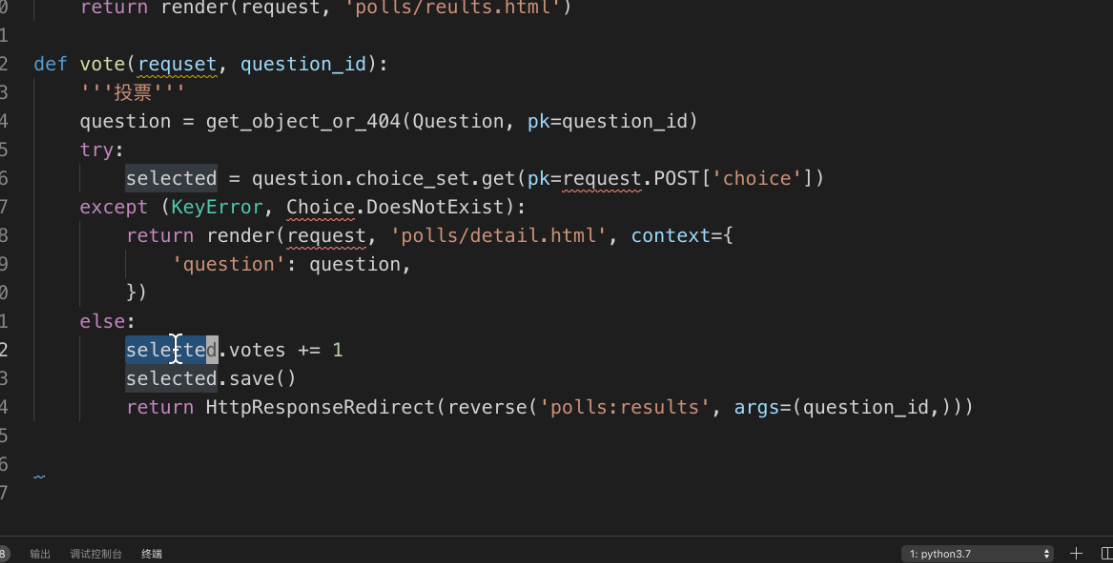 0 return render(request, 'polls/reults.html')
1
2 def vote(requset, question_id):
3 '''投票'''
4 question = get_object_or_404(Question, pk=question_id)
5 try:
6 selected = question.choice_set.get(pk=request.POST['choice'])
7 except (KeyError, Choice.DoesNotExist):
8 return render(request, 'polls/detail.html', context={
9 'question': question,
0 })
1 else:
2 selected.votes += 1
3 selected.save()
4 return HttpResponseRedirect(reverse('polls:results', args=(question_id,)))
5
6
7
8 输出 调试控制台 终端 1: python3.7